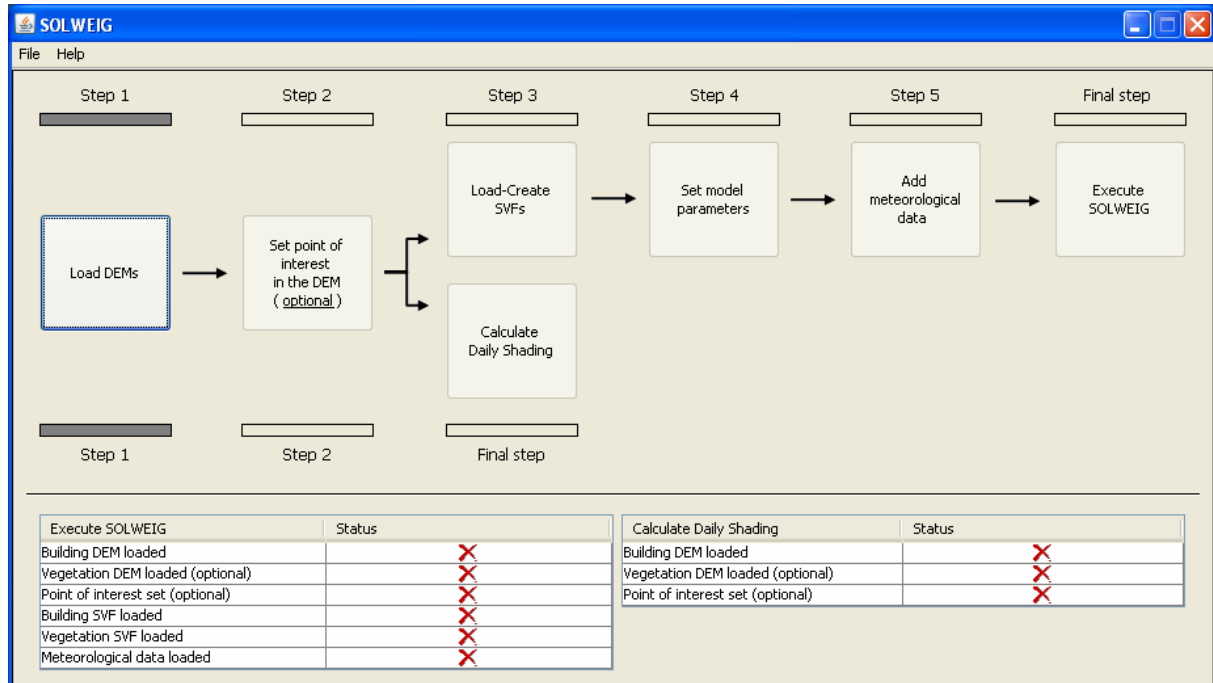 SOLWEIG
File Help
Step 1 Step 2 Step 3 Step 4 Step 5 Final step
Load DEMs
Set point of
interest
in the DEM
( optional )
Load-Create
SVFs
Set model
parameters
Add
meteorological
data
Execute
SOLWEIG
Calculate
Daily Shading
Step 1 Step 2 Final step
Execute SOLWEIG Status
Building DEM loaded
Vegetation DEM loaded (optional)
Point of interest set (optional)
Building SVF loaded
Vegetation SVF loaded
Meteorological data loaded
Calculate Daily Shading Status
Building DEM loaded
Vegetation DEM loaded (optional)
Point of interest set (optional)